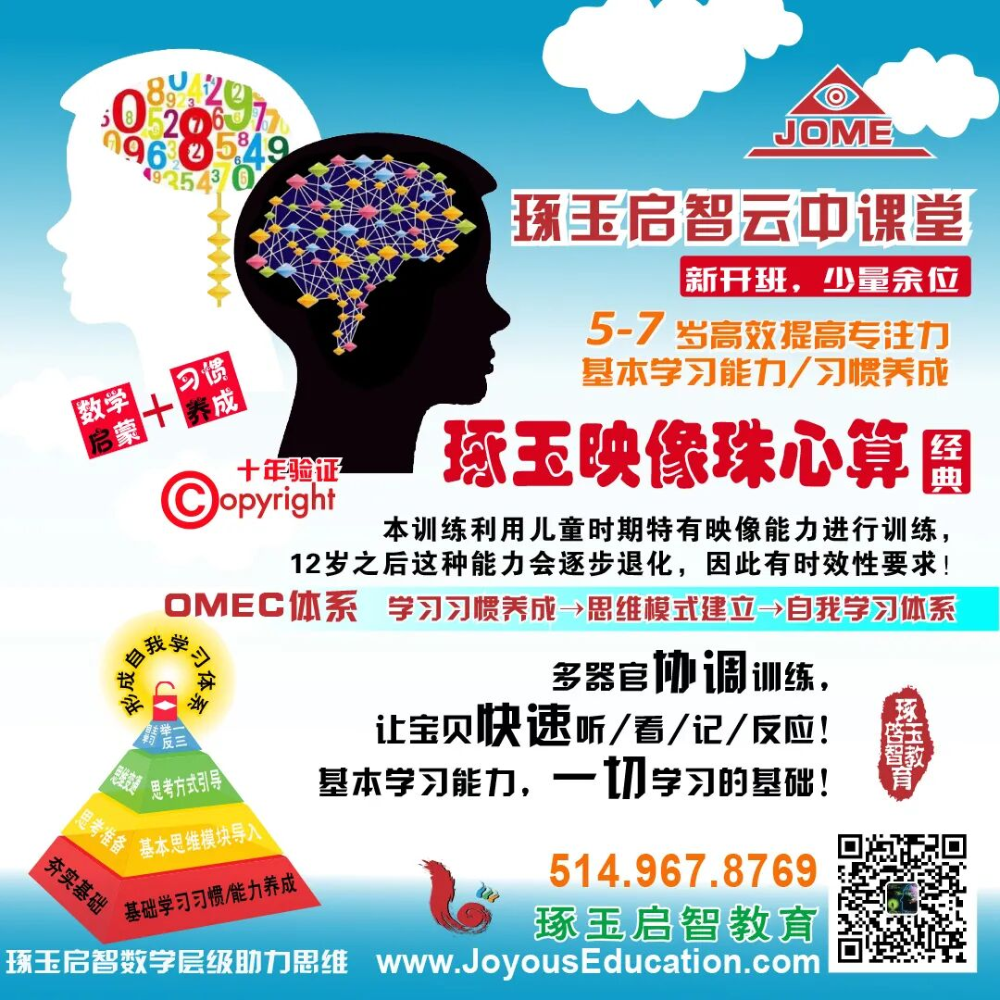 JOME
琢玉启智云中课堂
新开班，少量余位
5-7 岁高效提高专注力
基本学习能力/习惯养成
数学
启蒙
+
习惯
养成
十年验证
Copyright
琢玉映像珠心算
经典
本训练利用儿童时期特有映像能力进行训练，
12岁之后这种能力会逐步退化，因此有时效性要求！
OMEC体系
学习习惯养成→思维模式建立→自我学习体系
形成自我学习体系
举一
反三
思维变通
思考方式引导
思考准备
基本思维模块导入
夯实基础
基础学习习惯/能力养成
多器官协调训练，
让宝贝快速听/看/记/反应！
基本学习能力，一切学习的基础！
琢玉教育
启智
514.967.8769
琢玉启智教育
www.JoyousEducation.com
琢玉启智数学层级助力思维